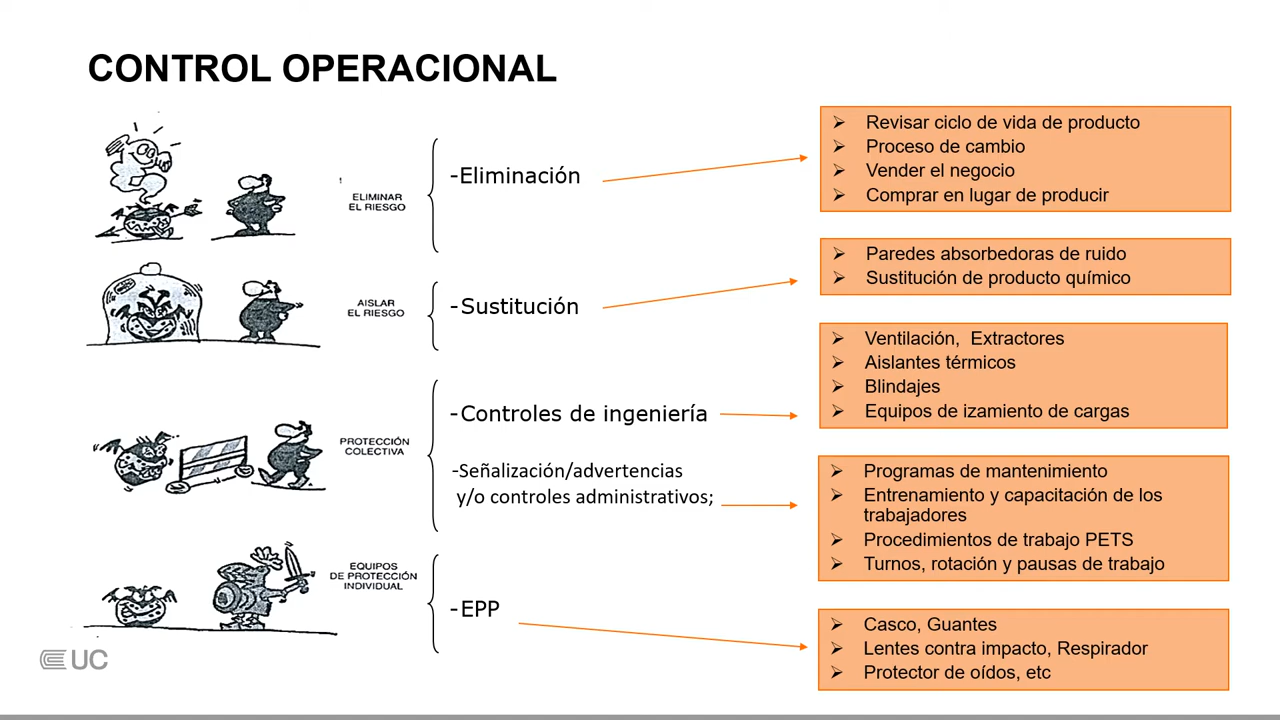 CONTROL OPERACIONAL
ELIMINAR
EL RIESGO
-Eliminación
➢ Revisar ciclo de vida de producto
➢ Proceso de cambio
➢ Vender el negocio
➢ Comprar en lugar de producir
AISLAR
EL RIESGO
-Sustitución
➢ Paredes absorbedoras de ruido
➢ Sustitución de producto químico
PROTECCIÓN
COLECTIVA
-Controles de ingeniería
➢ Ventilación, Extractores
➢ Aislantes térmicos
➢ Blindajes
➢ Equipos de izamiento de cargas
-Señalización/advertencias
y/o controles administrativos;
➢ Programas de mantenimiento
➢ Entrenamiento y capacitación de los
trabajadores
➢ Procedimientos de trabajo PETS
➢ Turnos, rotación y pausas de trabajo
EQUIPOS
DE PROTECCIÓN
INDIVIDUAL
-EPP
➢ Casco, Guantes
➢ Lentes contra impacto, Respirador
➢ Protector de oídos, etc
UC